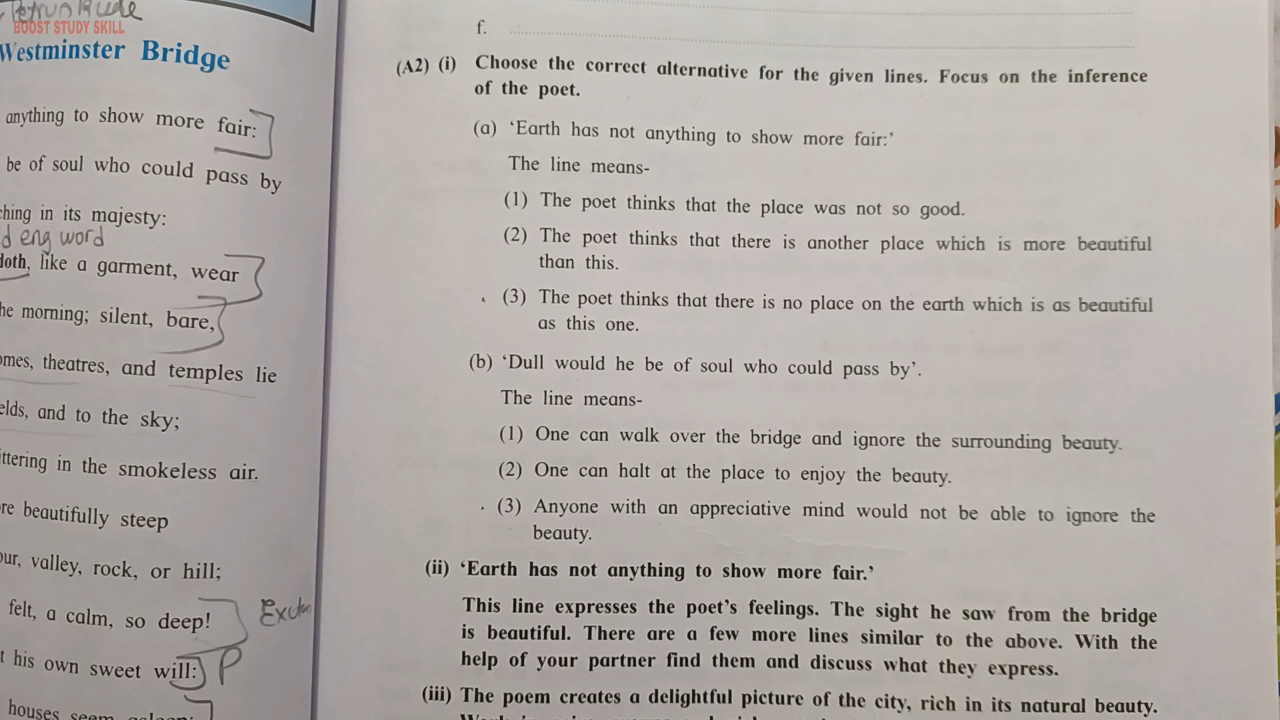 BOOST STUDY SKILL
Westminster Bridge
anything to show more fair:
be of soul who could pass by
ching in its majesty:
d eng word
like a garment, wear
he morning; silent, bare,
omes, theatres, and temples lie
elds, and to the sky;
ittering in the smokeless air.
re beautifully steep
our, valley, rock, or hill;
felt, a calm, so deep!
t his own sweet will:
P
houses seem asleep;
f.
(A2) (i) Choose the correct alternative for the given lines. Focus on the inference
of the poet.
(a) ‘Earth has not anything to show more fair:’
The line means-
(1) The poet thinks that the place was not so good.
(2) The poet thinks that there is another place which is more beautiful
than this.
(3) The poet thinks that there is no place on the earth which is as beautiful
as this one.
(b) ‘Dull would he be of soul who could pass by’.
The line means-
(1) One can walk over the bridge and ignore the surrounding beauty.
(2) One can halt at the place to enjoy the beauty.
(3) Anyone with an appreciative mind would not be able to ignore the
beauty.
(ii) ‘Earth has not anything to show more fair.’
This line expresses the poet’s feelings. The sight he saw from the bridge
is beautiful. There are a few more lines similar to the above. With the
help of your partner find them and discuss what they express.
(iii) The poem creates a delightful picture of the city, rich in its natural beauty.